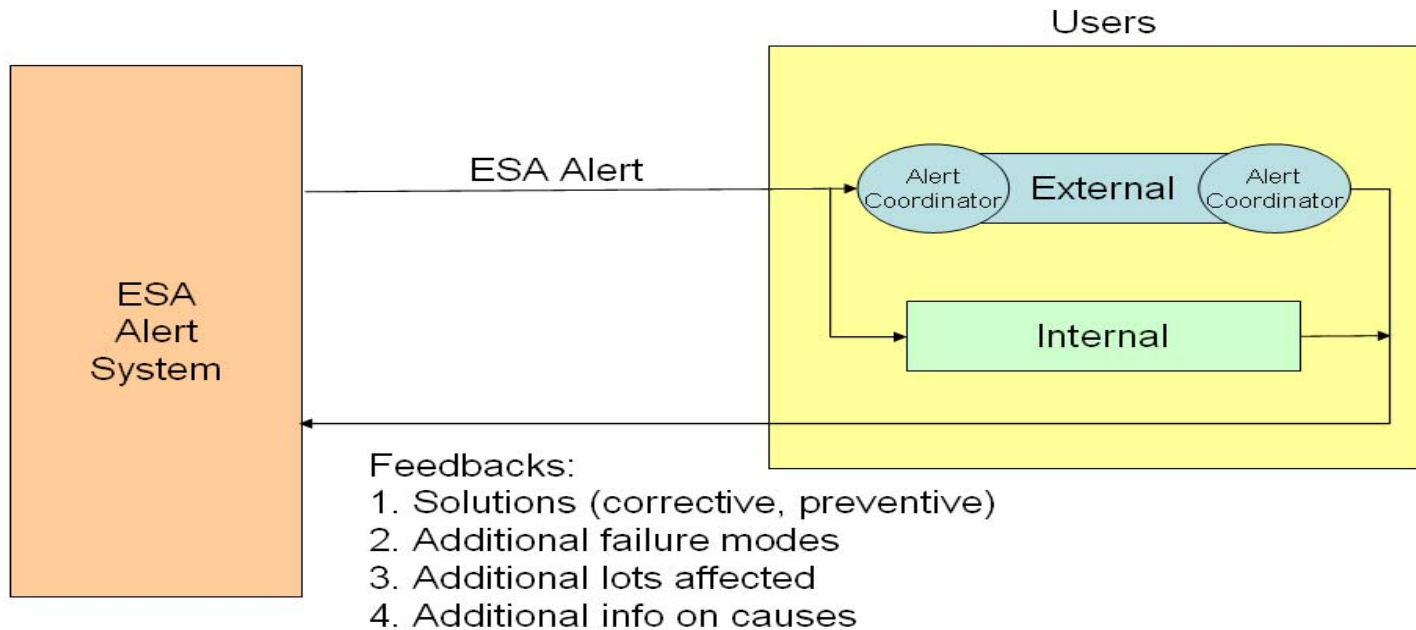 Users
ESA Alert
Alert
Coordinator
External
Alert
Coordinator
ESA
Alert
System
Internal
Feedbacks:
1. Solutions (corrective, preventive)
2. Additional failure modes
3. Additional lots affected
4. Additional info on causes